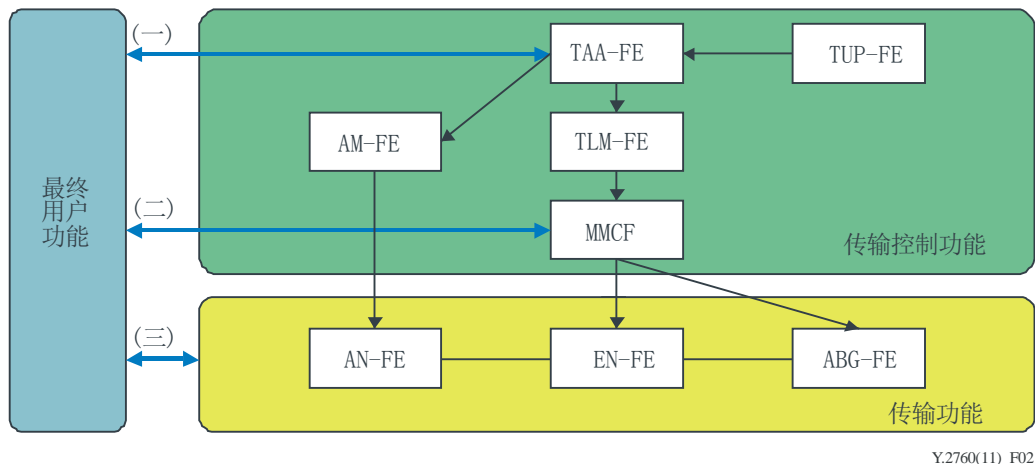 (一)
TAA-FE
TUP-FE
AM-FE
TLM-FE
最终
用户
功能
(二)
MMCF
传输控制功能
(三)
AN-FE
EN-FE
ABG-FE
传输功能
Y.2760(11)_F02